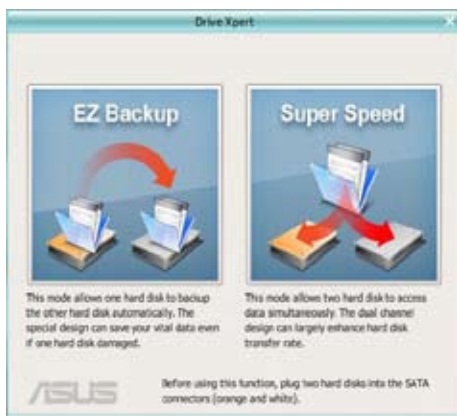 Drive Xpert
X
EZ Backup
This mode allows one hard disk to backup
the other hard disk automatically. The
special design can save your vital data even
if one hard disk damaged.
Super Speed
This mode allows two hard disk to access
data simultaneously. The dual channel
design can largely enhance hard disk
transfer rate.
ASUS
Before using this function, plug two hard disks into the SATA
connectors (orange and white).